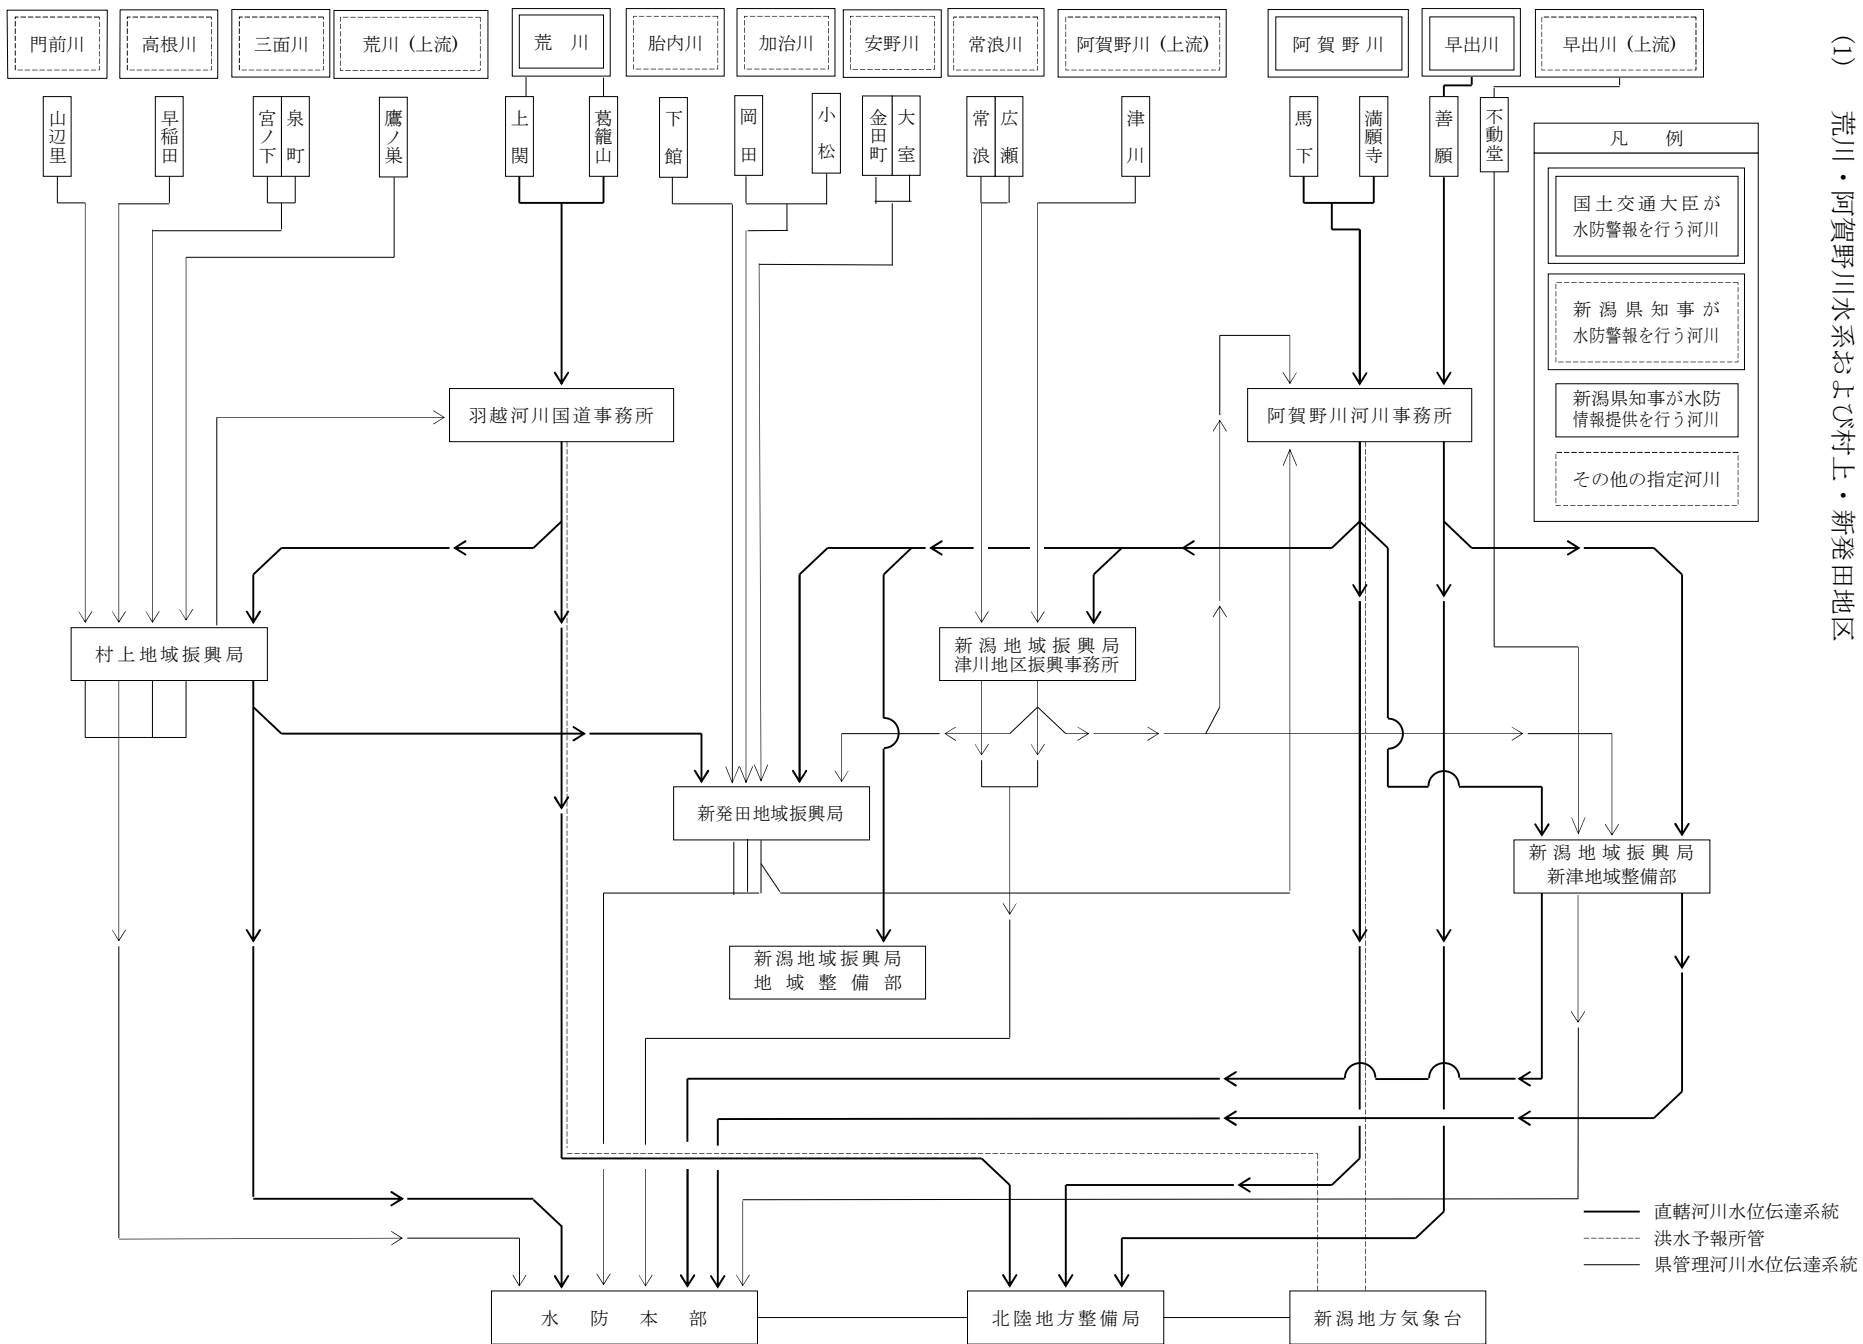 (1) 荒川・阿賀野川水系および村上・新発田地区
門前川
高根川
三面川
荒川 (上流)
荒 川
胎内川
加治川
安野川
常浪川
阿賀野川 (上流)
阿 賀 野 川
早出川
早出川 (上流)
山辺里
早稲田
宮ノ下
泉町
鷹ノ巣
上関
葛籠山
下館
岡田
小松
金田町
大室
常浪
広瀬
津川
馬下
満願寺
善願
不動堂
凡 例
国土交通大臣が
水防警報を行う河川
新潟県知事が
水防警報を行う河川
新潟県知事が水防
情報提供を行う河川
その他の指定河川
羽越河川国道事務所
阿賀野川河川事務所
村上地域振興局
新潟地域振興局
津川地区振興事務所
新発田地域振興局
新潟地域振興局
新津地域整備部
新潟地域振興局
地域整備部
直轄河川水位伝達系統
洪水予報所管
県管理河川水位伝達系統
水 防 本 部
北陸地方整備局
新潟地方気象台